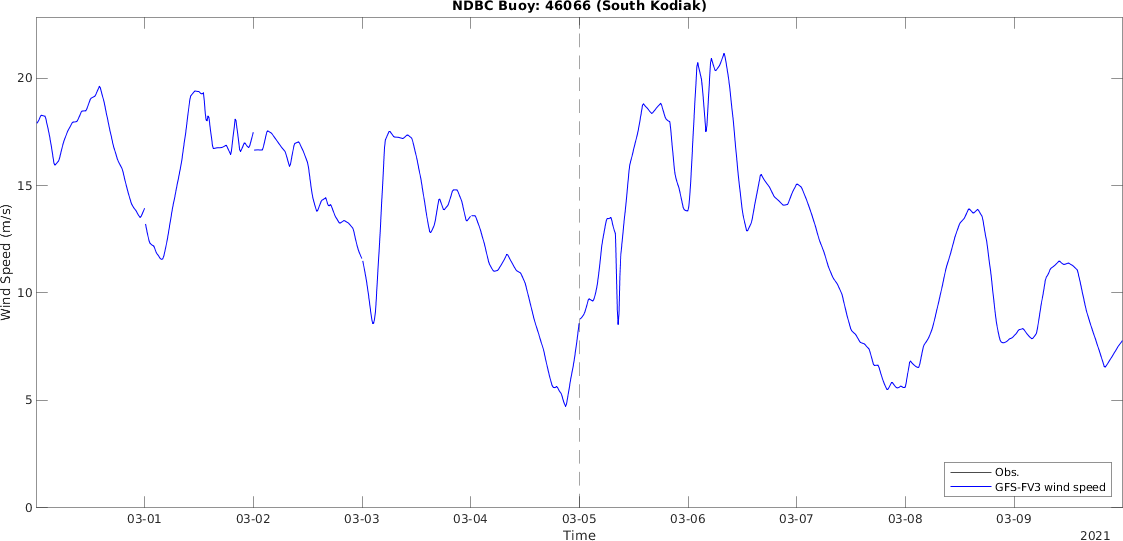 NDBC Buoy: 46066 (South Kodiak)
20
15
10
5
0
Wind Speed (m/s)
03-01 03-02 03-03 03-04 03-05 03-06 03-07 03-08 03-09
Time
2021
Obs.
GFS-FV3 wind speed